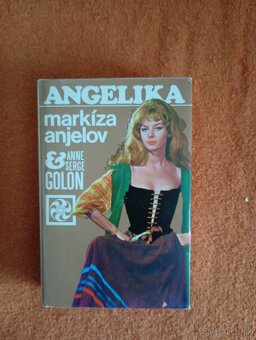 ANGELIKA
markíza
anjelov
& ANNE
SERGE
GOLON